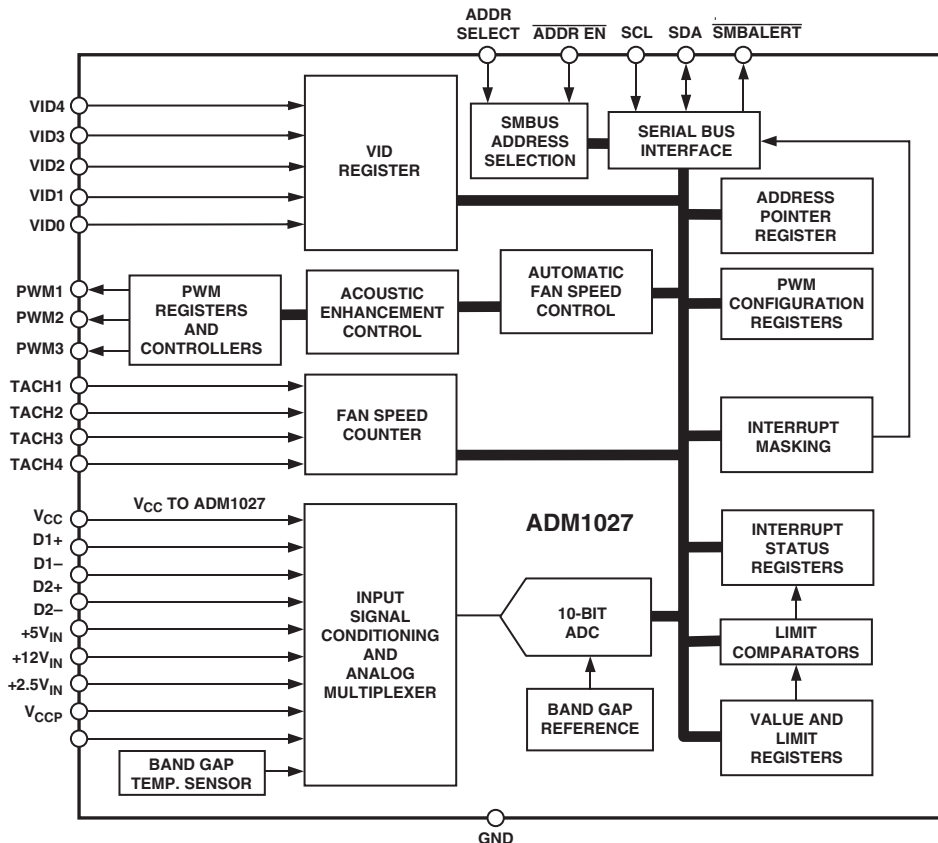 ADDR
SELECT
ADDR EN
SCL
SDA
SMBALERT
VID4
VID3
VID2
VID1
VID0
VID
REGISTER
SMBUS
ADDRESS
SELECTION
SERIAL BUS
INTERFACE
ADDRESS
POINTER
REGISTER
PWM1
PWM2
PWM3
PWM
REGISTERS
AND
CONTROLLERS
ACOUSTIC
ENHANCEMENT
CONTROL
AUTOMATIC
FAN SPEED
CONTROL
PWM
CONFIGURATION
REGISTERS
TACH1
TACH2
TACH3
TACH4
FAN SPEED
COUNTER
INTERRUPT
MASKING
VCC
D1+
D1–
D2+
D2–
+5VIN
+12VIN
+2.5VIN
VCCP
VCC TO ADM1027
INPUT
SIGNAL
CONDITIONING
AND
ANALOG
MULTIPLEXER
ADM1027
10-BIT
ADC
BAND GAP
REFERENCE
INTERRUPT
STATUS
REGISTERS
LIMIT
COMPARATORS
VALUE AND
LIMIT
REGISTERS
BAND GAP
TEMP. SENSOR
GND